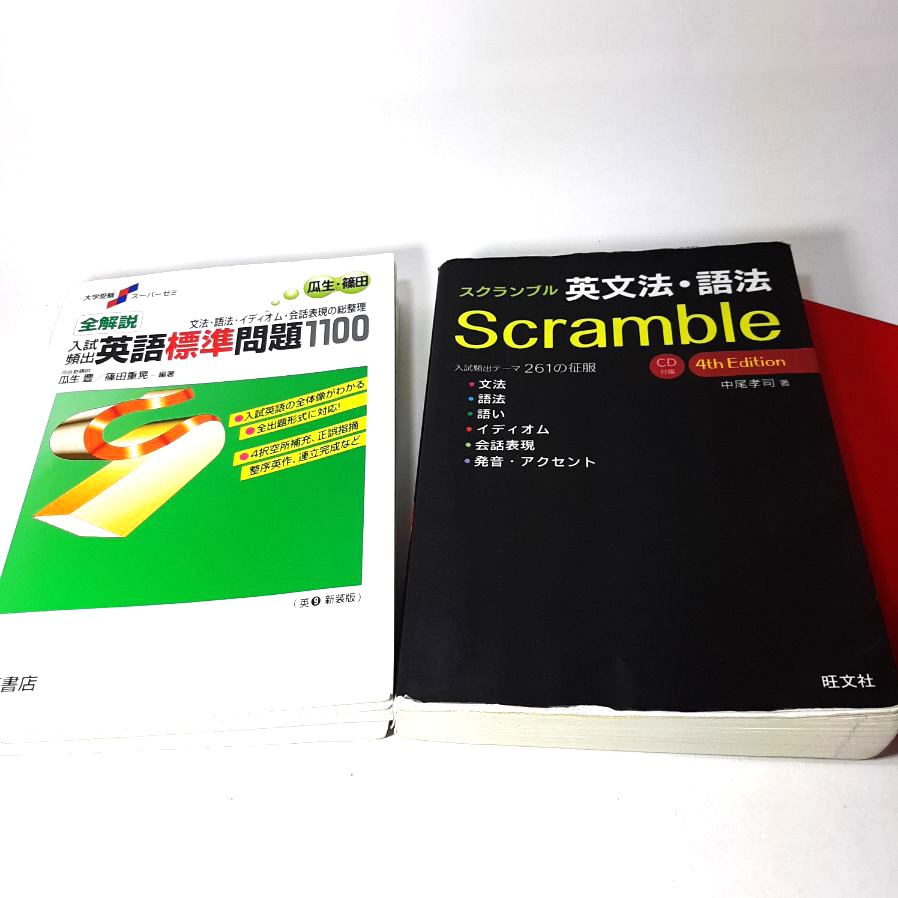 大学受験 スーパーゼミ
瓜生・篠田
全解説
文法・語法・イディオム・会話表現の総整理
入試頻出 英語標準問題1100
瓜生 豊／篠田重晃―編著
●入試英語の全体像がわかる
●全出題形式に対応!
●4択空所補充、正誤指摘
整序英作、連立完成など
(英❾ 新装版)
書店
スクランブル 英文法・語法
Scramble
入試頻出テーマ 261の征服
CD付属
4th Edition
中尾孝司 著
・文法
・語法
・語い
・イディオム
・会話表現
・発音・アクセント
旺文社